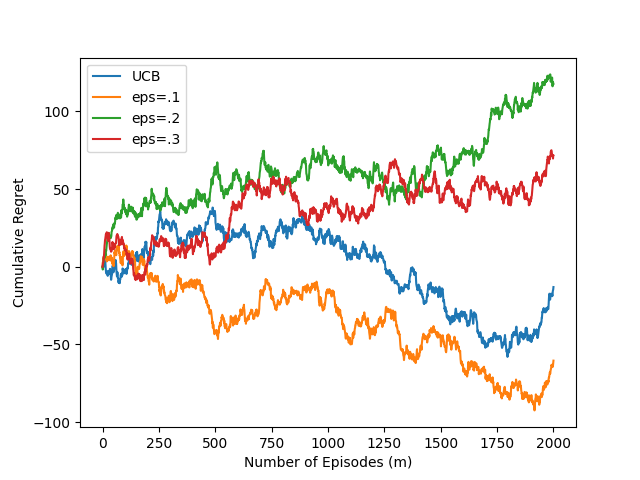 UCB
eps=.1
eps=.2
eps=.3
Cumulative Regret
100
50
0
−50
−100
0 250 500 750 1000 1250 1500 1750 2000
Number of Episodes (m)